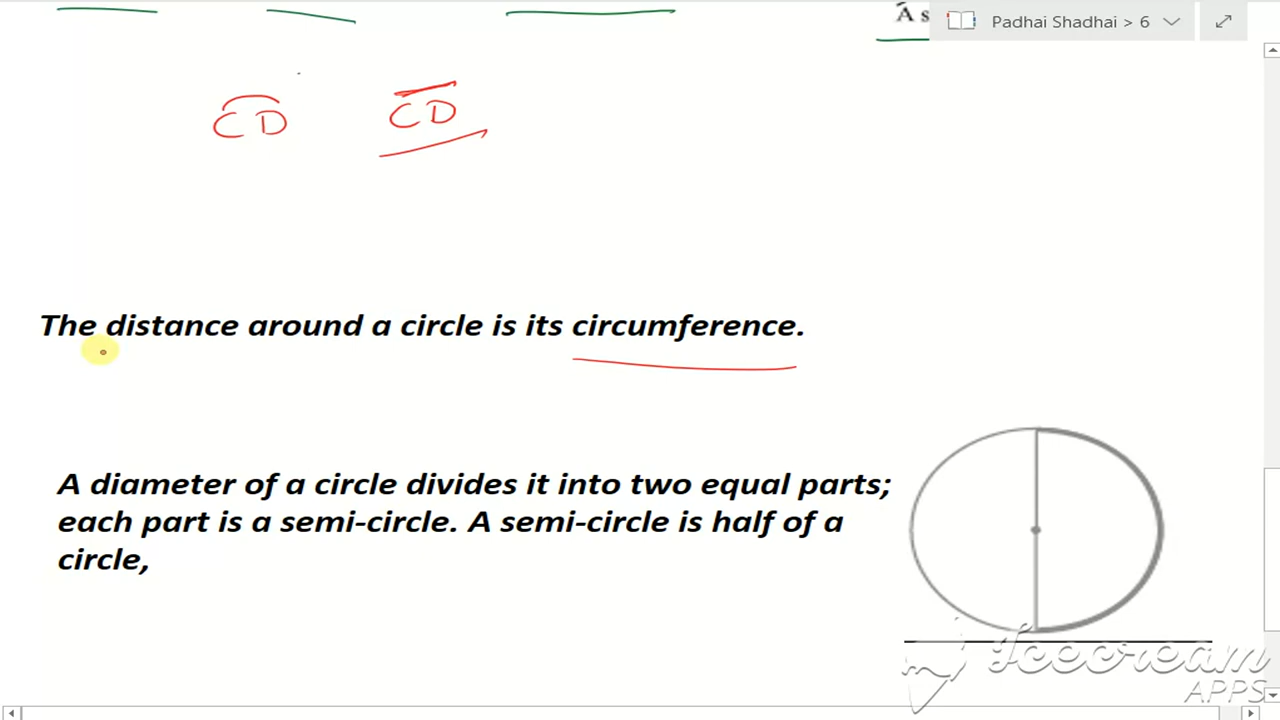 A s
Padhai Shadhai > 6
CD CD
The distance around a circle is its circumference.
A diameter of a circle divides it into two equal parts;
each part is a semi-circle. A semi-circle is half of a
circle,
Icecream
APPS